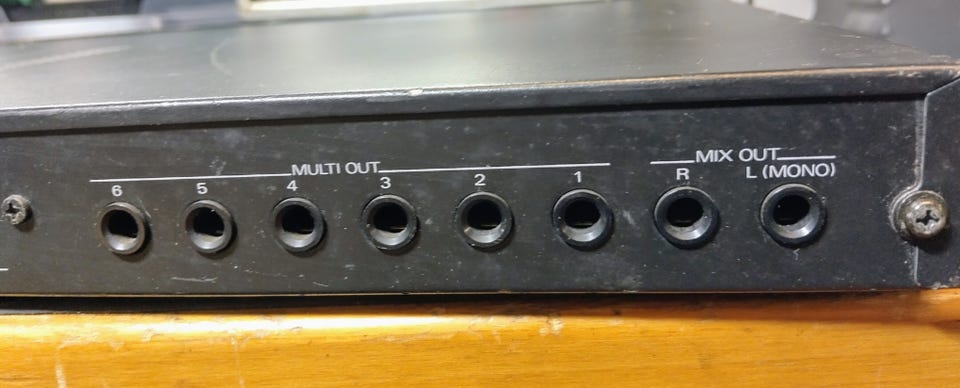 MULTI OUT
6 5 4 3 2 1
MIX OUT
R L (MONO)